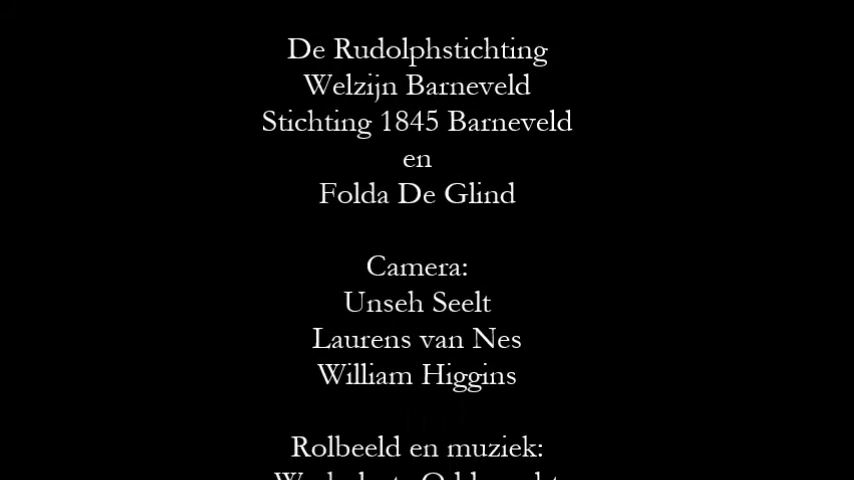 De Rudolphstichting
Welzijn Barneveld
Stichting 1845 Barneveld
en
Folda De Glind
Camera:
Unseh Seelt
Laurens van Nes
William Higgins
Rolbeeld en muziek: